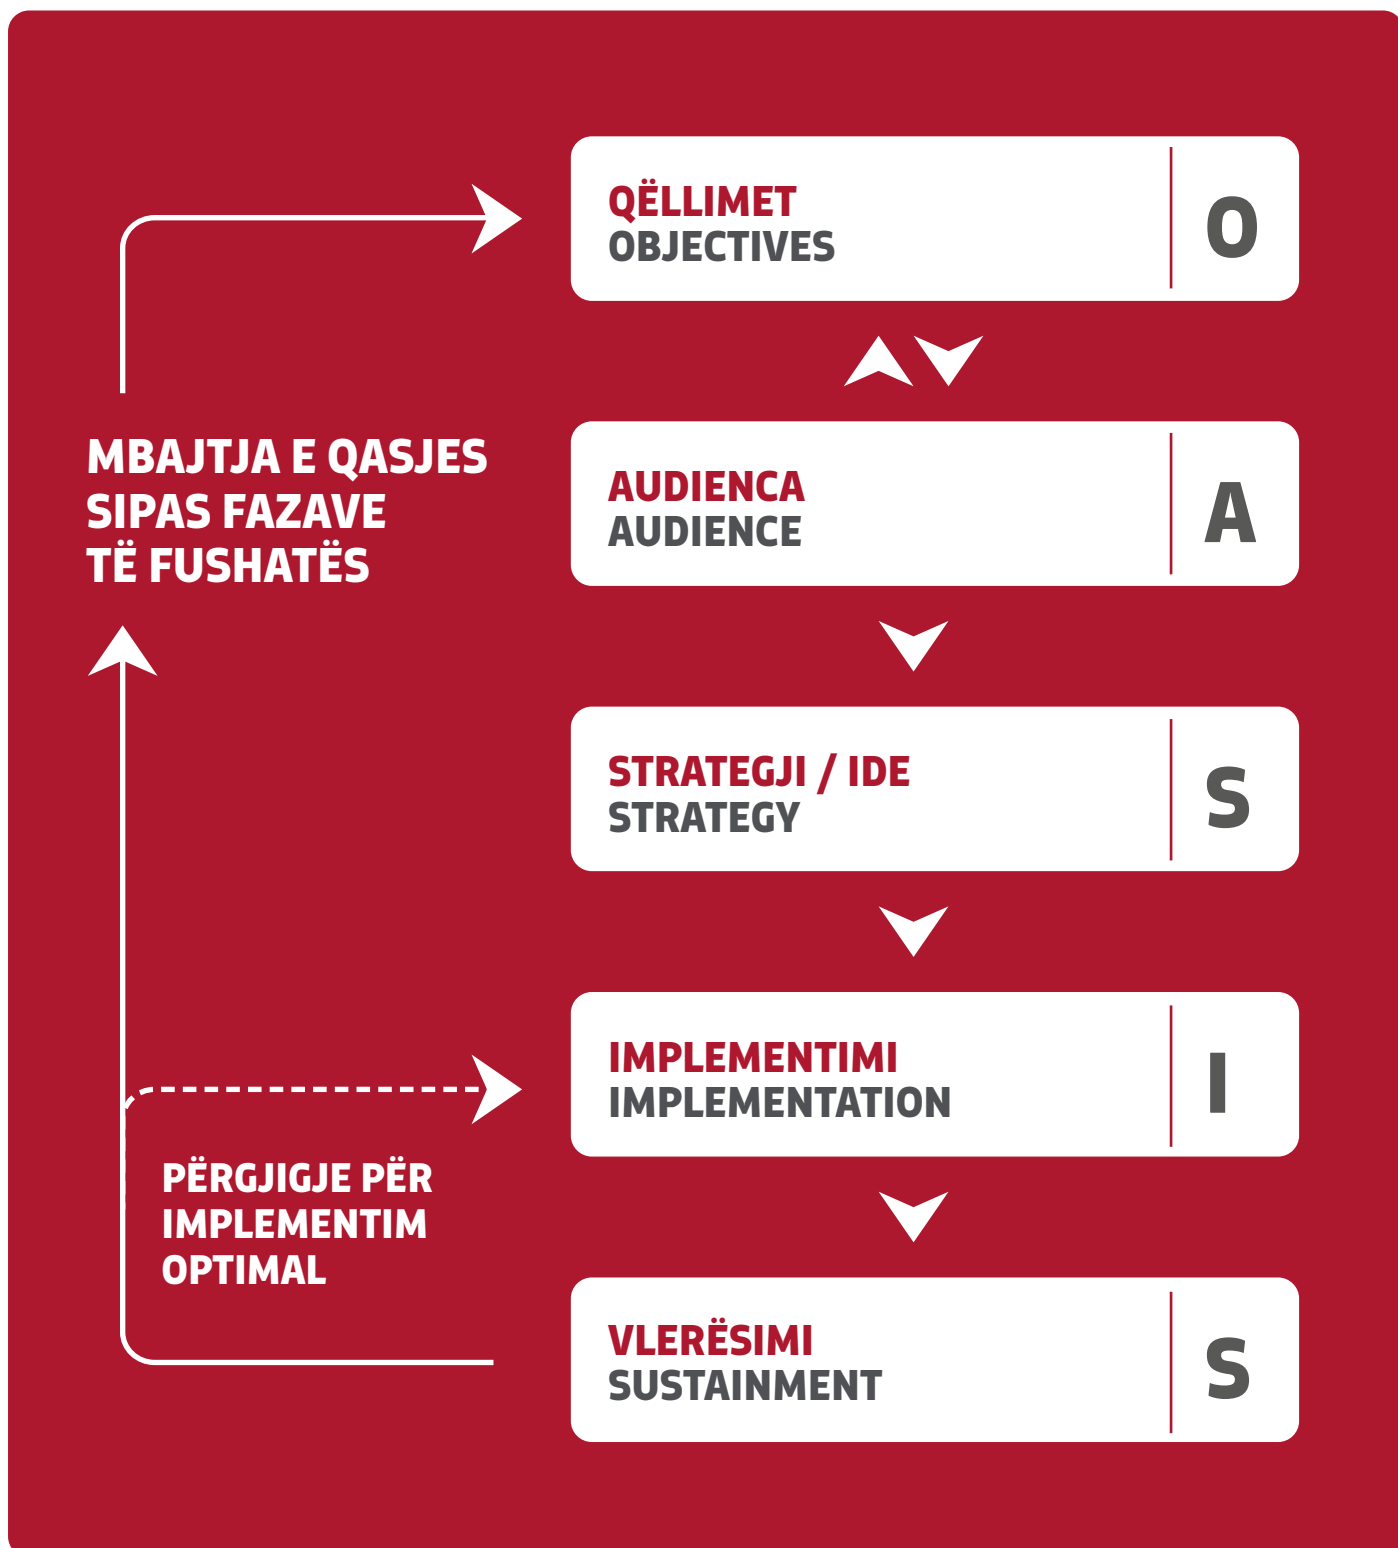 QËLLIMET
OBJECTIVES
O
MBAJTJA E QASJES
SIPAS FAZAVE
TË FUSHATËS
AUDIENCA
AUDIENCE
A
STRATEGJI / IDE
STRATEGY
S
IMPLEMENTIMI
IMPLEMENTATION
I
PËRGJIGJE PËR
IMPLEMENTIM
OPTIMAL
VLERËSIMI
SUSTAINMENT
S